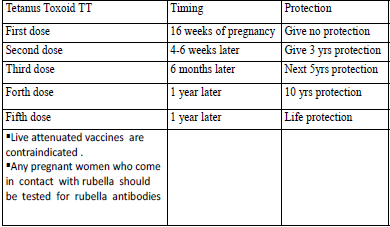 Tetanus Toxoid TT Timing Protection
First dose 16 weeks of pregnancy Give no protection
Second dose 4-6 weeks later Give 3 yrs protection
Third dose 6 months later Next 5yrs protection
Forth dose 1 year later 10 yrs protection
Fifth dose 1 year later Life protection
▪Live attenuated vaccines are
contraindicated .
▪Any pregnant women who come
in contact with rubella should
be tested for rubella antibodies